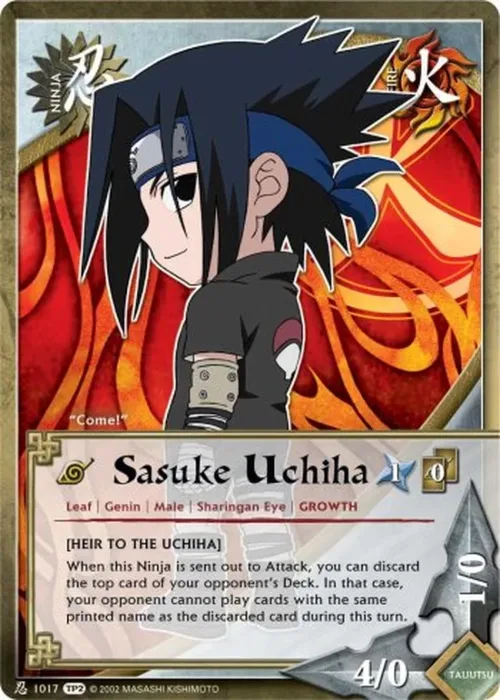 NINJA 忍
FIRE 火
"Come!"
Sasuke Uchiha 1 0
Leaf | Genin | Male | Sharingan Eye | GROWTH
[HEIR TO THE UCHIHA]
When this Ninja is sent out to Attack, you can discard
the top card of your opponent's Deck. In that case,
your opponent cannot play cards with the same
printed name as the discarded card during this turn.
1/0
4/0
TAIJUTSU
忍 1017 TP2 © 2002 MASASHI KISHIMOTO